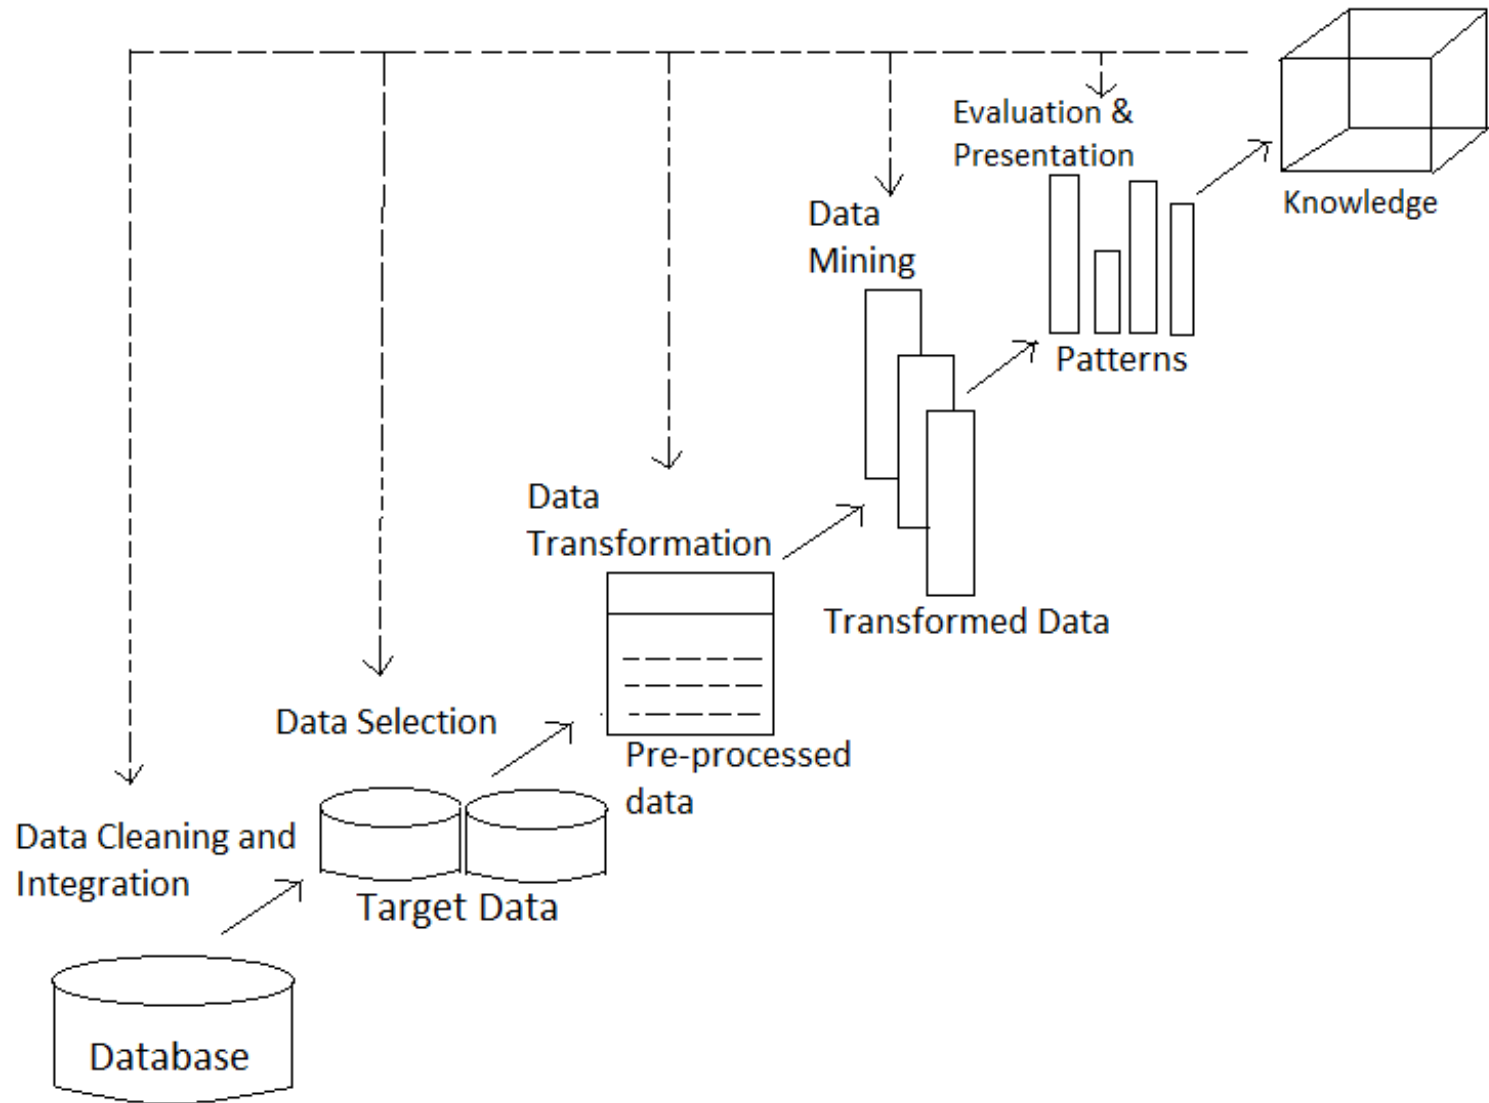 Evaluation &
Presentation
Knowledge
Data
Mining
Patterns
Data
Transformation
Transformed Data
Data Selection
Pre-processed
data
Data Cleaning and
Integration
Target Data
Database